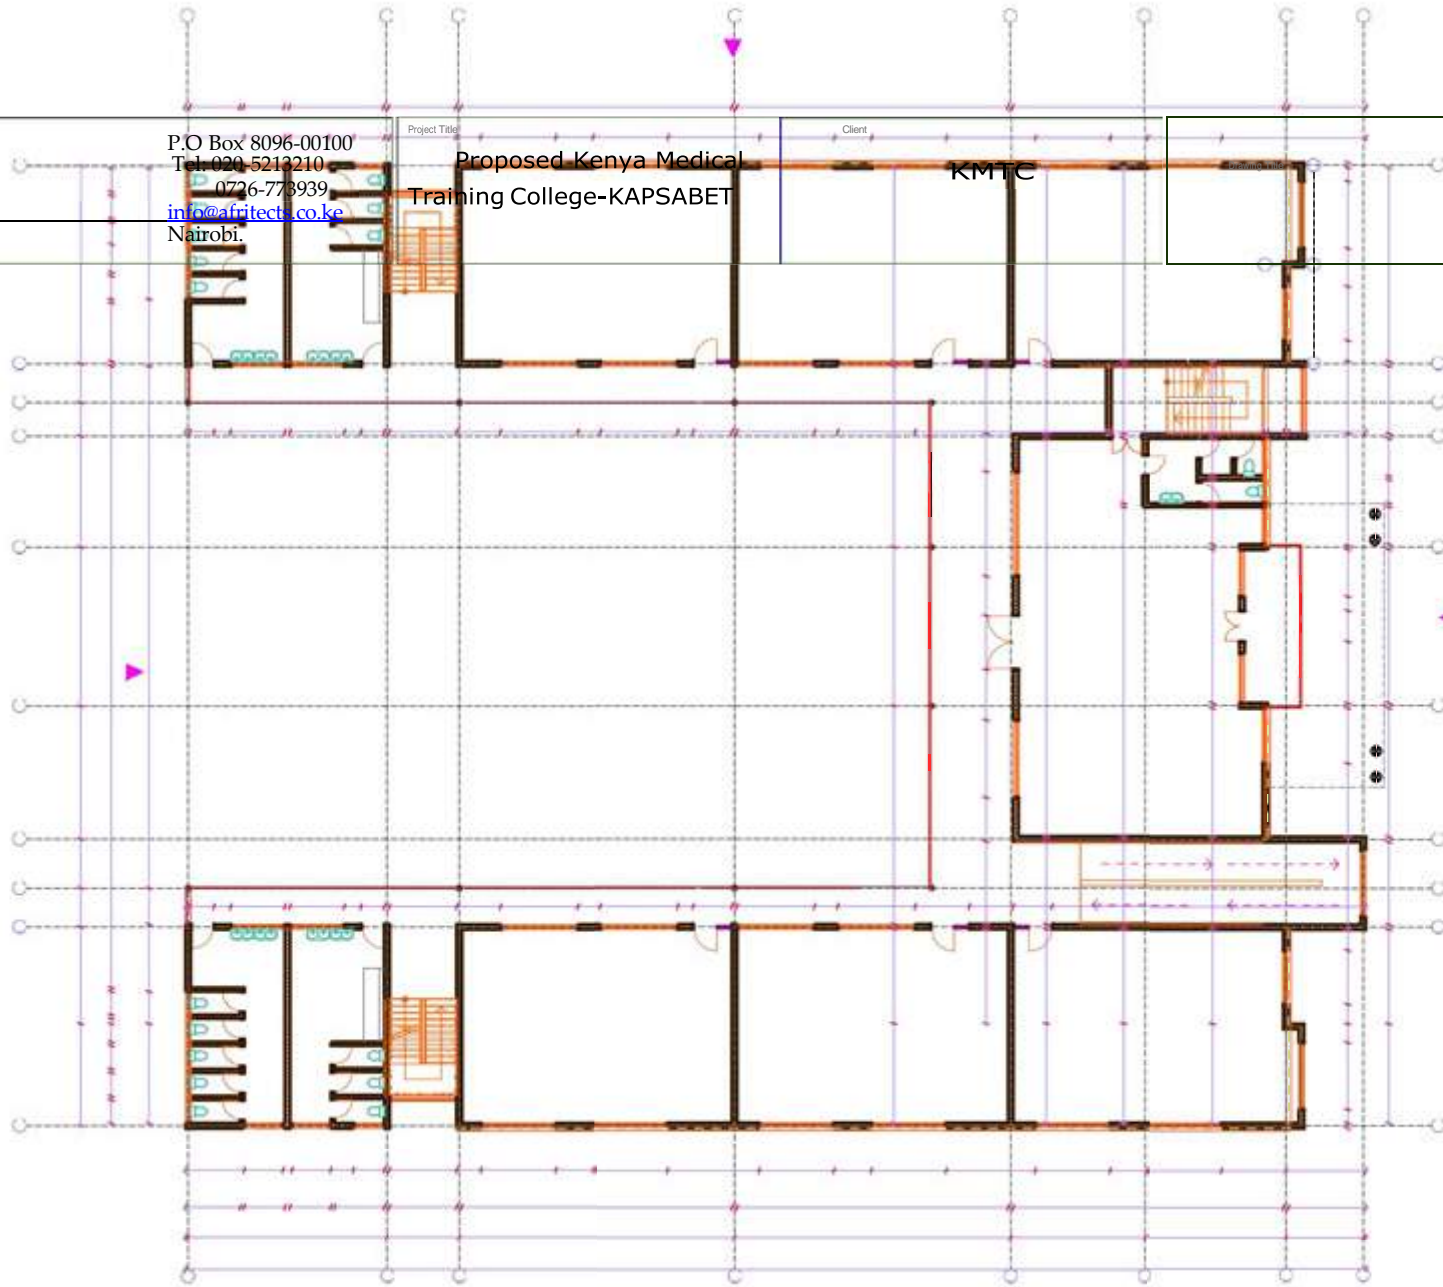 P.O Box 8096-00100
Tel: 020-5213210
0726-773939
info@afritects.co.ke
Nairobi.
Project Title
Proposed Kenya Medical
Training College-KAPSABET
Client
KMTC